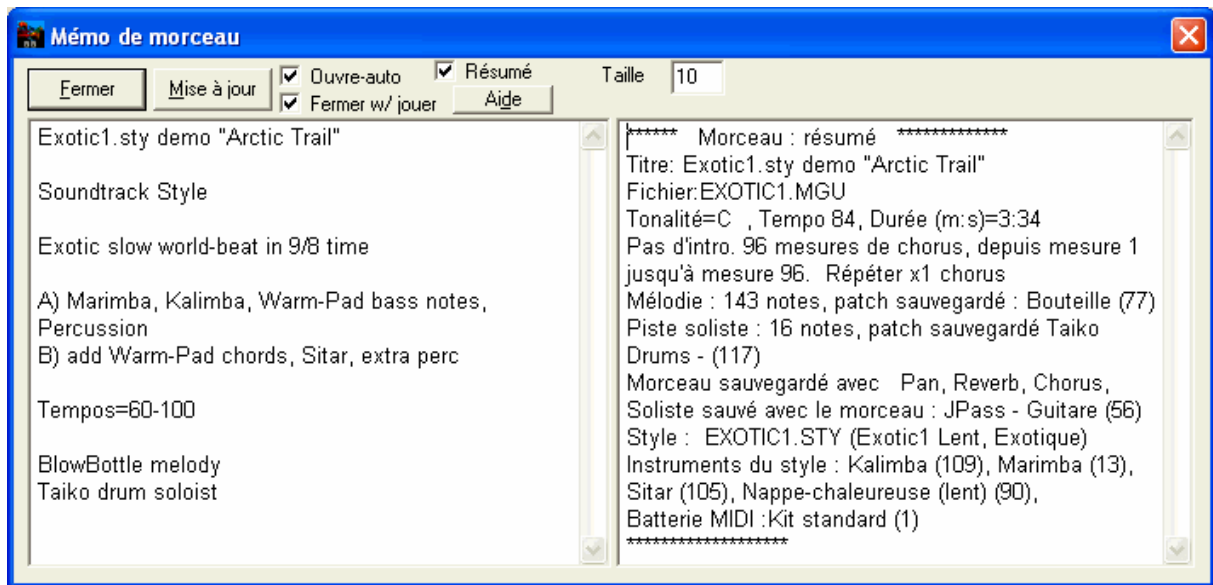 Mémo de morceau
Fermer
Mise à jour
Ouvre-auto
Résumé
Taille
10
Fermer w/ jouer
Aide
Exotic1.sty demo "Arctic Trail"
Soundtrack Style
Exotic slow world-beat in 9/8 time
A) Marimba, Kalimba, Warm-Pad bass notes,
Percussion
B) add Warm-Pad chords, Sitar, extra perc
Tempos=60-100
BlowBottle melody
Taiko drum soloist
****** Morceau : résumé *************
Titre: Exotic1.sty demo "Arctic Trail"
Fichier:EXOTIC1.MGU
Tonalité=C , Tempo 84, Durée (m:s)=3:34
Pas d'intro. 96 mesures de chorus, depuis mesure 1
jusqu'à mesure 96. Répéter x1 chorus
Mélodie : 143 notes, patch sauvegardé : Bouteille (77)
Piste soliste : 16 notes, patch sauvegardé Taiko
Drums - (117)
Morceau sauvegardé avec Pan, Reverb, Chorus,
Soliste sauvé avec le morceau : JPass - Guitare (56)
Style : EXOTIC1.STY (Exotic1 Lent, Exotique)
Instruments du style : Kalimba (109), Marimba (13),
Sitar (105), Nappe-chaleureuse (lent) (90),
Batterie MIDI :Kit standard (1)
*******************